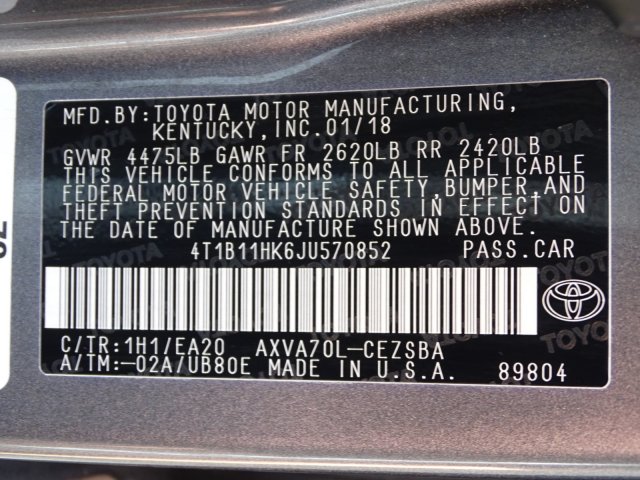 MFD. BY:TOYOTA MOTOR MANUFACTURING,
KENTUCKY, INC. 01/18
GVWR 4475LB GAWR FR 2620LB RR 2420LB
THIS VEHICLE CONFORMS TO ALL APPLICABLE
FEDERAL MOTOR VEHICLE SAFETY, BUMPER, AND
THEFT PREVENTION STANDARDS IN EFFECT ON
THE DATE OF MANUFACTURE SHOWN ABOVE.
4T1B11HK6JU570852 PASS. CAR
C/TR:1H1/EA20 AXVA70L-CEZSBA
A/TM:-02A/UB80E MADE IN U.S.A. 89804